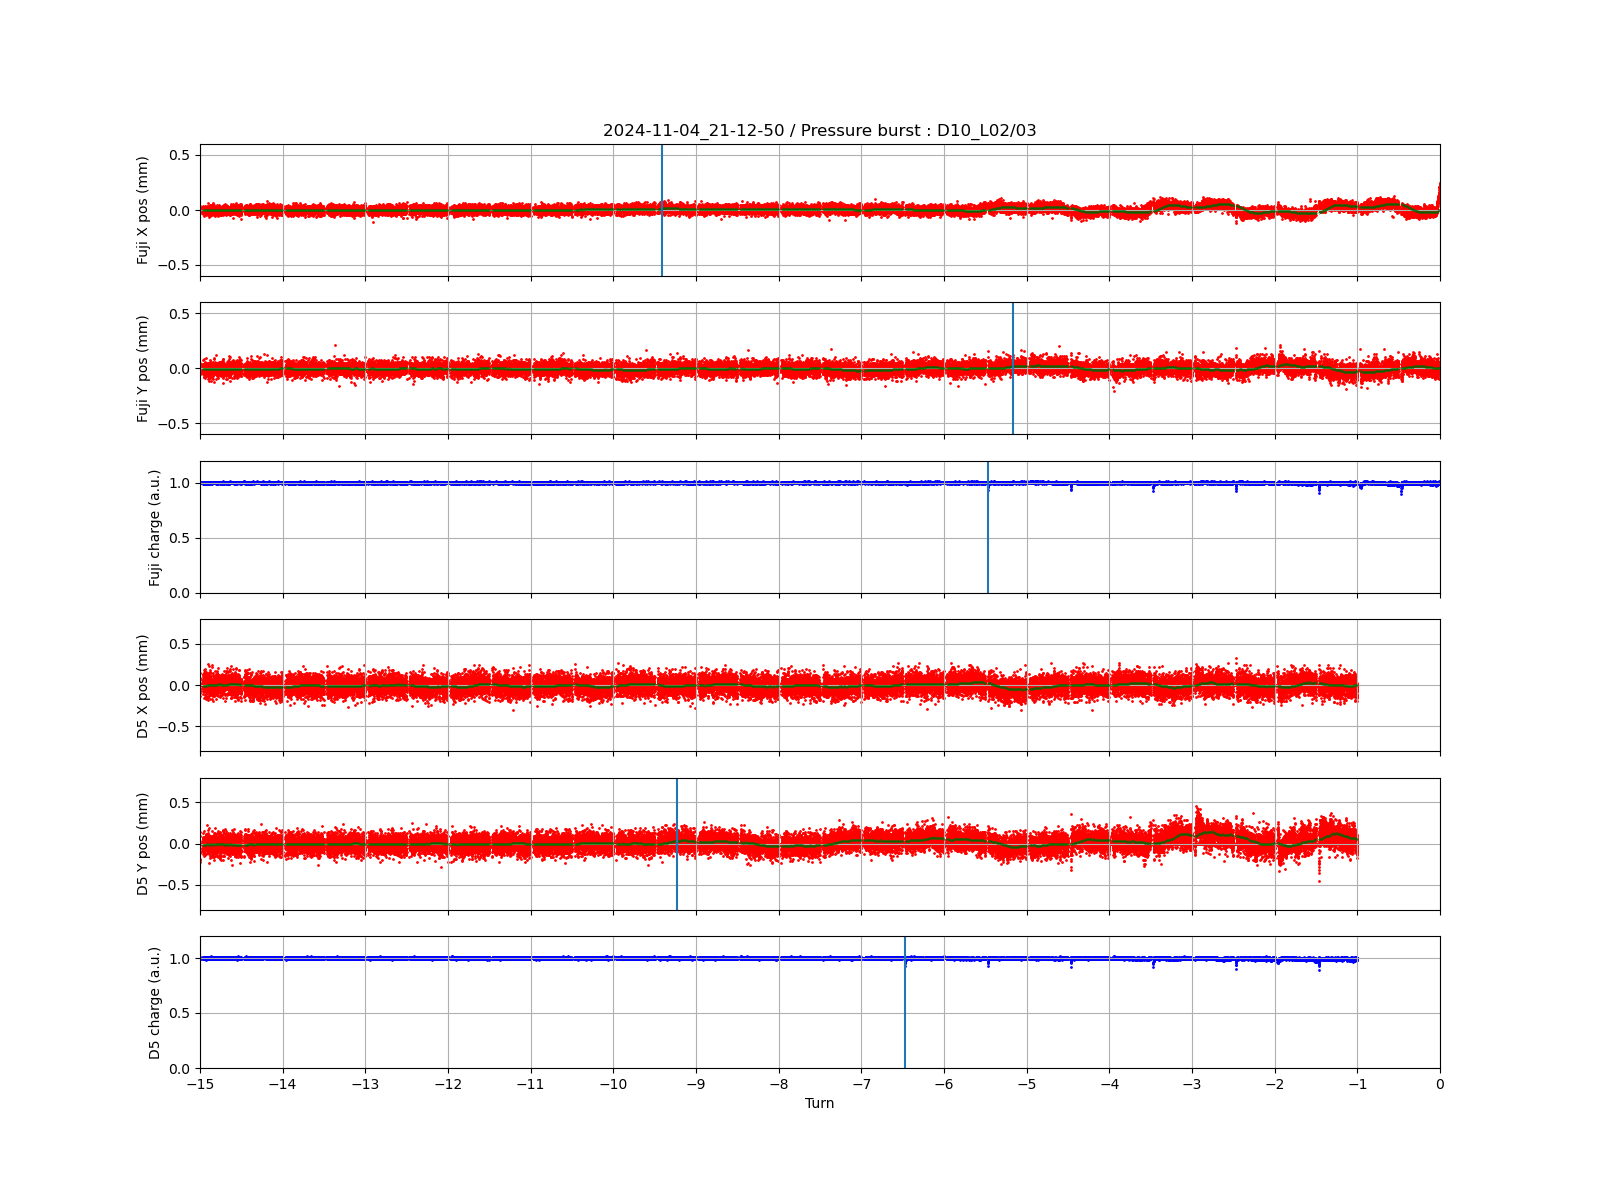 2024-11-04_21-12-50 / Pressure burst : D10_L02/03
Fuji X pos (mm)
0.5
0.0
−0.5
Fuji Y pos (mm)
0.5
0.0
−0.5
Fuji charge (a.u.)
1.0
0.5
0.0
D5 X pos (mm)
0.5
0.0
−0.5
D5 Y pos (mm)
0.5
0.0
−0.5
D5 charge (a.u.)
1.0
0.5
0.0
−15 −14 −13 −12 −11 −10 −9 −8 −7 −6 −5 −4 −3 −2 −1 0
Turn